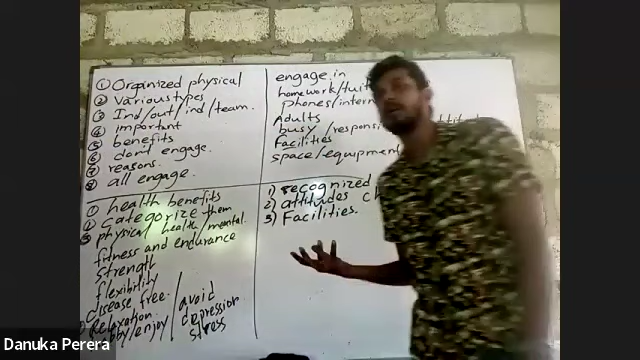 ① Organized physical
② Various types
③ Ind/out/ind/team.
④ important
⑤ benefits
⑥ don't engage.
⑦ reasons.
⑧ all engage.
engage in
homework/tuit
phones/intern
Adults
busy/responsi
Facilities
space/equipment
① health benefits
② Categorize them
③ physical health/mental
fitness and endurance
strength
flexibility
disease free.
Relaxation
/enjoy
avoid
depression
stress
1) recognized
2) attitudes ch
3) Facilities.
Danuka Perera